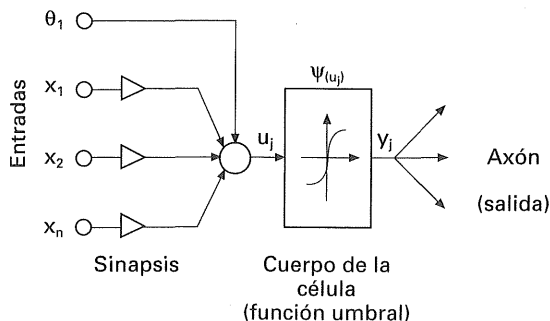 θ1
x1
x2
xn
Entradas
Sinapsis
uj
ψ(uj)
yj
Cuerpo de la
célula
(función umbral)
Axón
(salida)